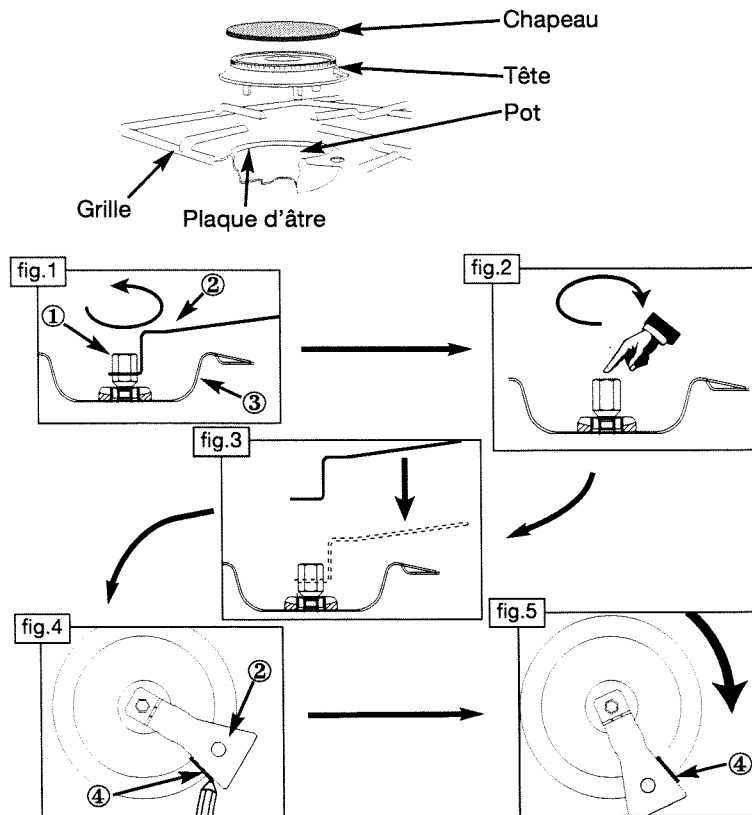 Chapeau
Tête
Pot
Grille
Plaque d'âtre
fig.1
①
②
③
fig.2
fig.3
fig.4
②
④
fig.5
④